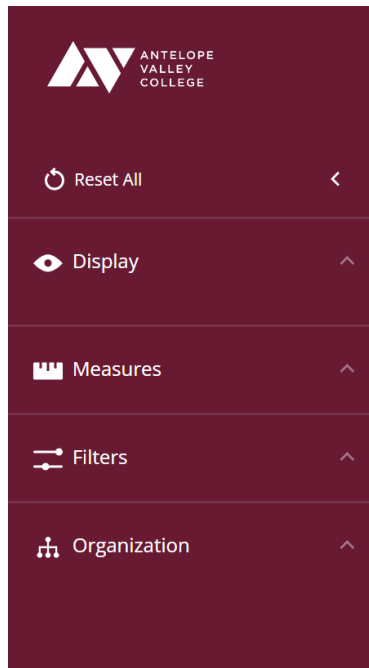 ANTELOPE
VALLEY
COLLEGE
Reset All
Display
Measures
Filters
Organization